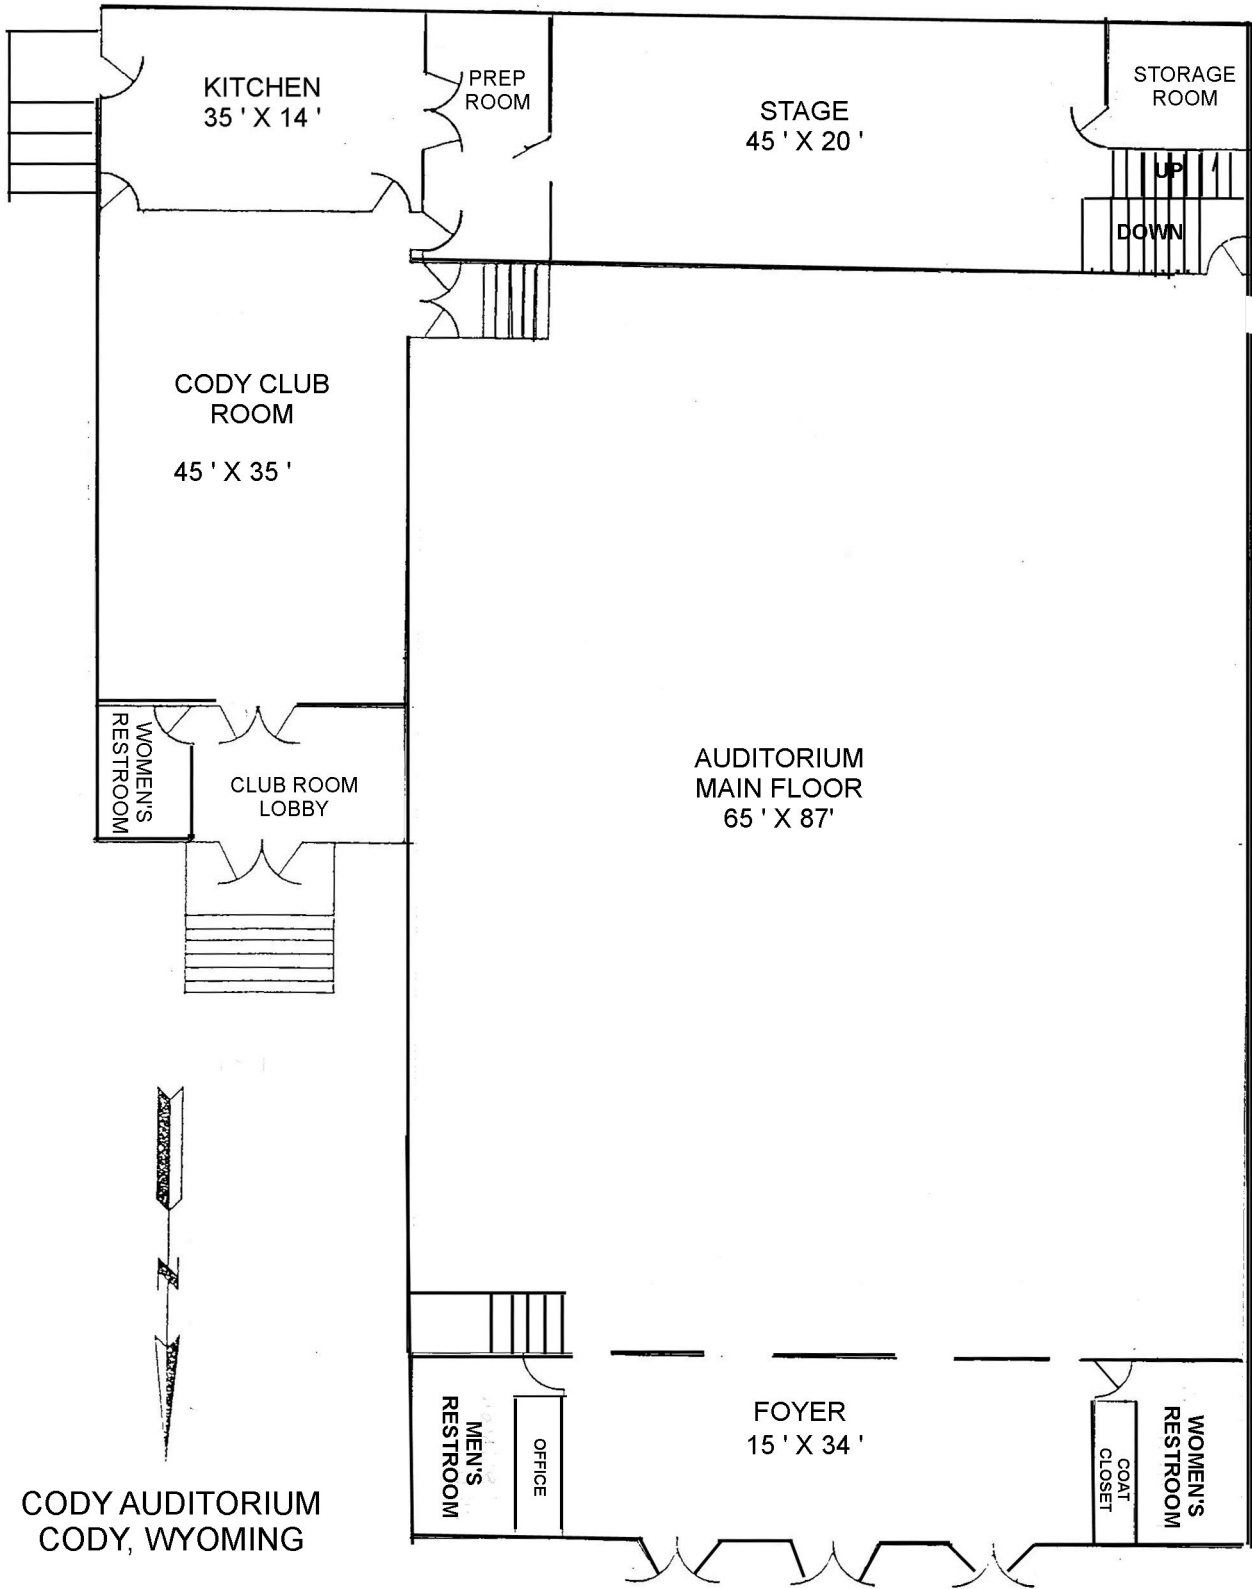 KITCHEN
35 ' X 14 '
PREP
ROOM
STAGE
45 ' X 20 '
STORAGE
ROOM
UP
DOWN
CODY CLUB
ROOM
45 ' X 35 '
WOMEN'S
RESTROOM
CLUB ROOM
LOBBY
AUDITORIUM
MAIN FLOOR
65 ' X 87'
N
MEN'S
RESTROOM
OFFICE
FOYER
15 ' X 34 '
COAT
CLOSET
WOMEN'S
RESTROOM
CODY AUDITORIUM
CODY, WYOMING